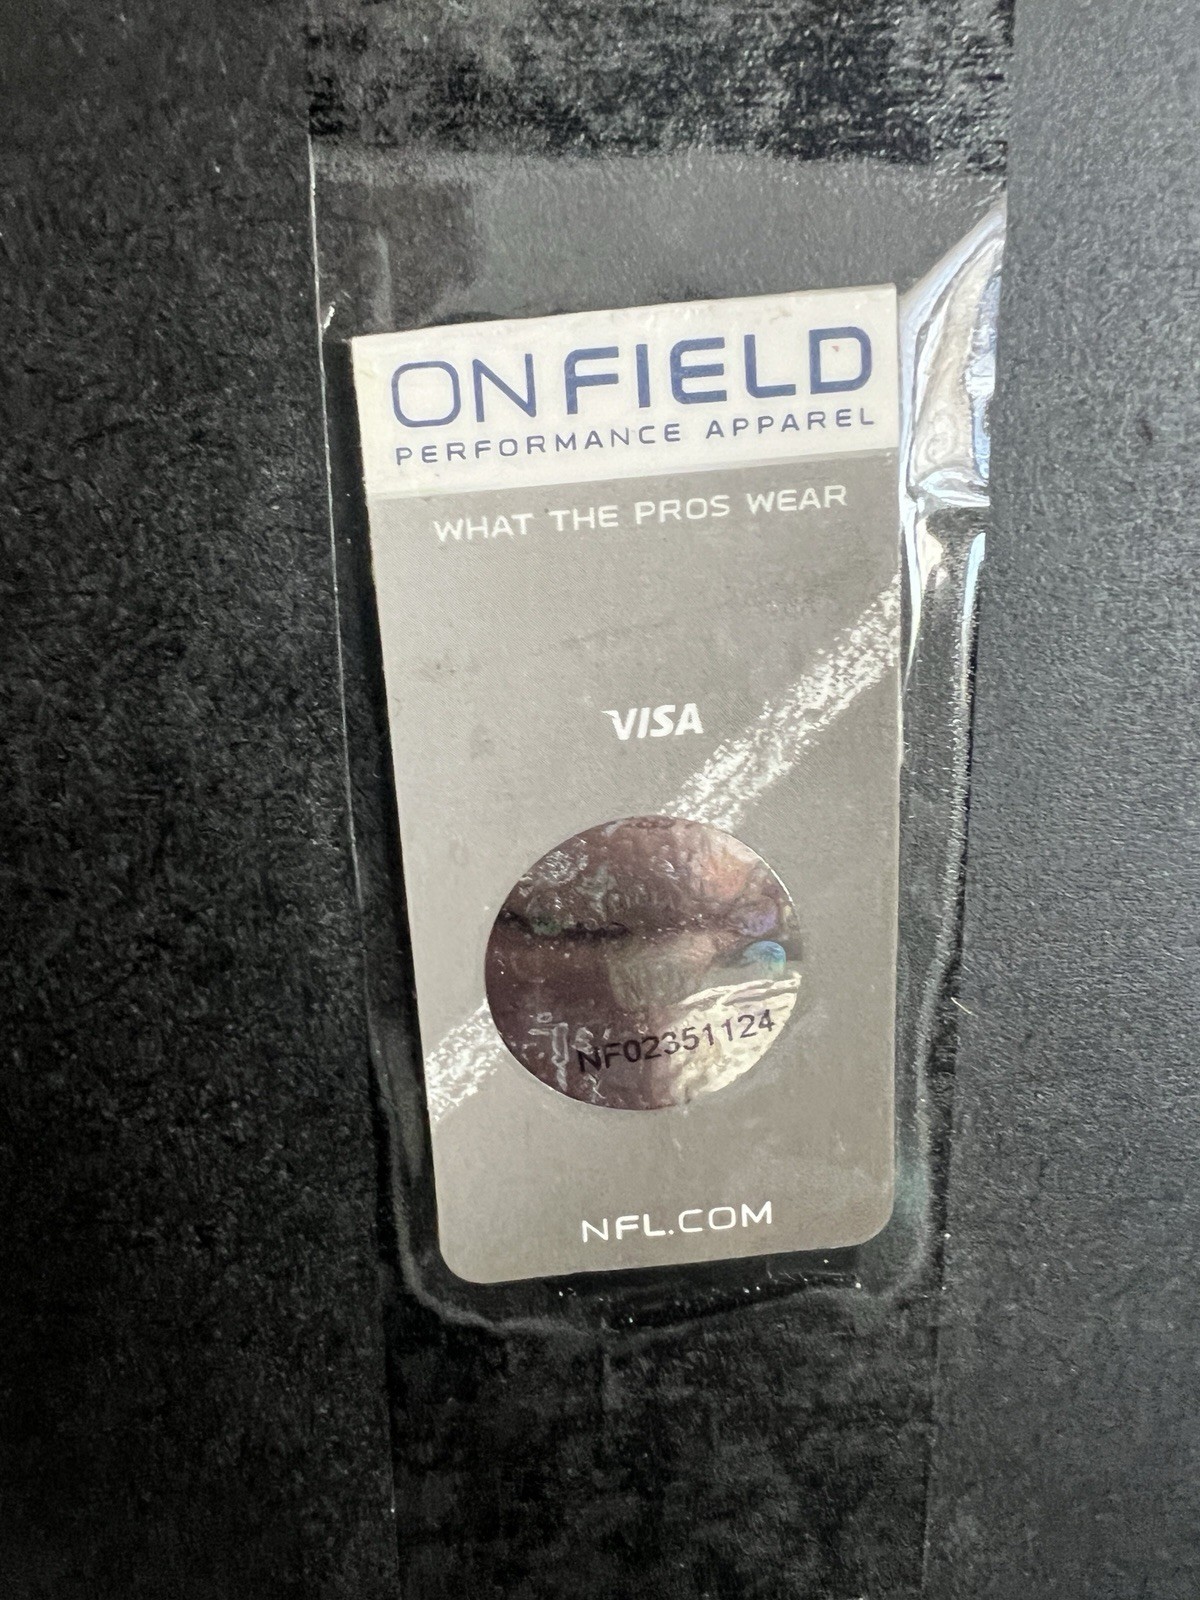 ONFIELD
PERFORMANCE APPAREL
WHAT THE PROS WEAR
VISA
NF02351124
NFL.COM